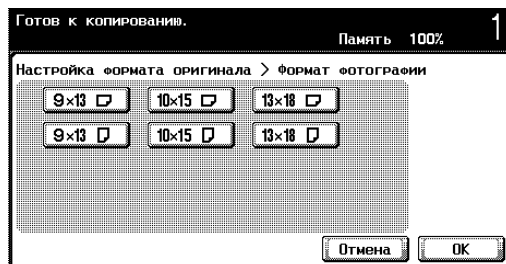 Готов к копированию.
Память 100% 1
Настройка формата оригинала > Формат фотографии
9×13 10×15 13×18
9×13 10×15 13×18
Отмена OK